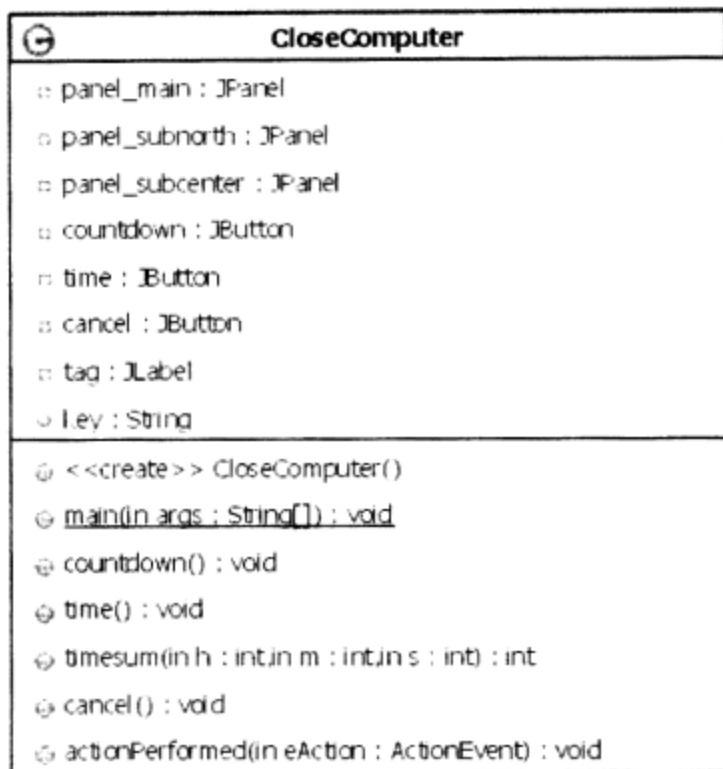 CloseComputer
panel_main : JPanel
panel_subnorth : JPanel
panel_subcenter : JPanel
countdown : JButton
time : JButton
cancel : JButton
tag : JLabel
key : String
<<create>> CloseComputer()
main(in args : String[]) : void
countdown() : void
time() : void
timesum(in h : int,in m : int,in s : int) : int
cancel() : void
actionPerformed(in eAction : ActionEvent) : void